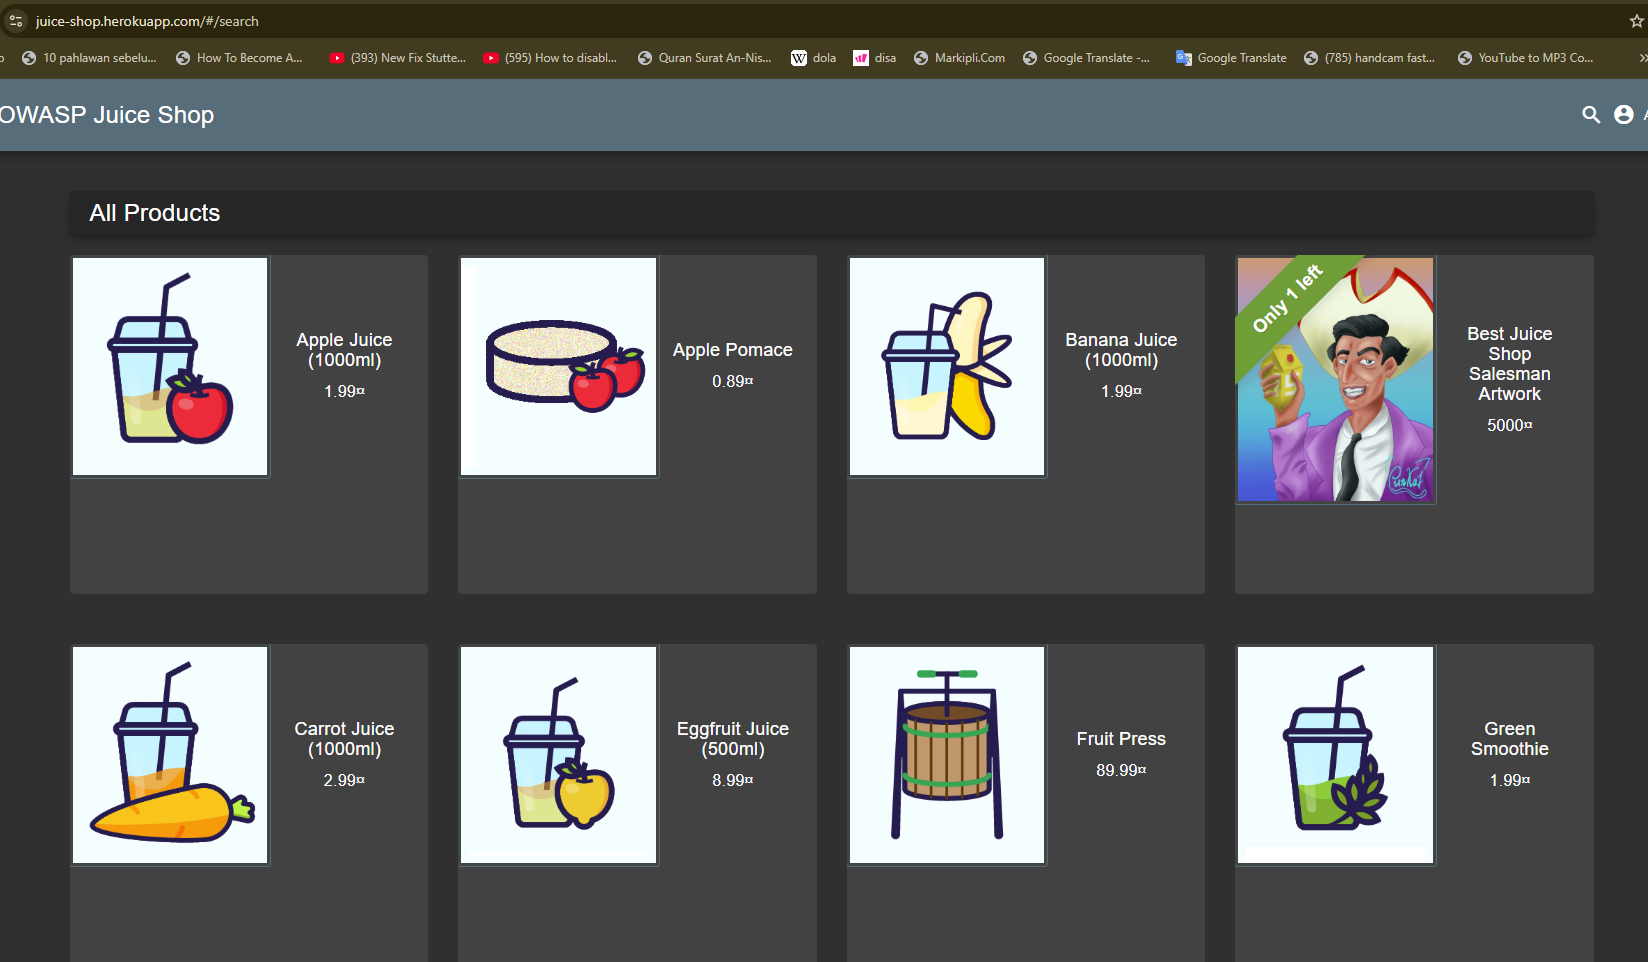 juice-shop.herokuapp.com/#/search
10 pahlawan sebelu... How To Become A... (393) New Fix Stutte... (595) How to disabl... Quran Surat An-Nis... W dola disa Markipli.Com Google Translate -... Google Translate (785) handcam fast... YouTube to MP3 Co... »
OWASP Juice Shop
All Products
Apple Juice
(1000ml)
1.99¤
Apple Pomace
0.89¤
Banana Juice
(1000ml)
1.99¤
Only 1 left
Best Juice
Shop
Salesman
Artwork
5000¤
Carrot Juice
(1000ml)
2.99¤
Eggfruit Juice
(500ml)
8.99¤
Fruit Press
89.99¤
Green
Smoothie
1.99¤